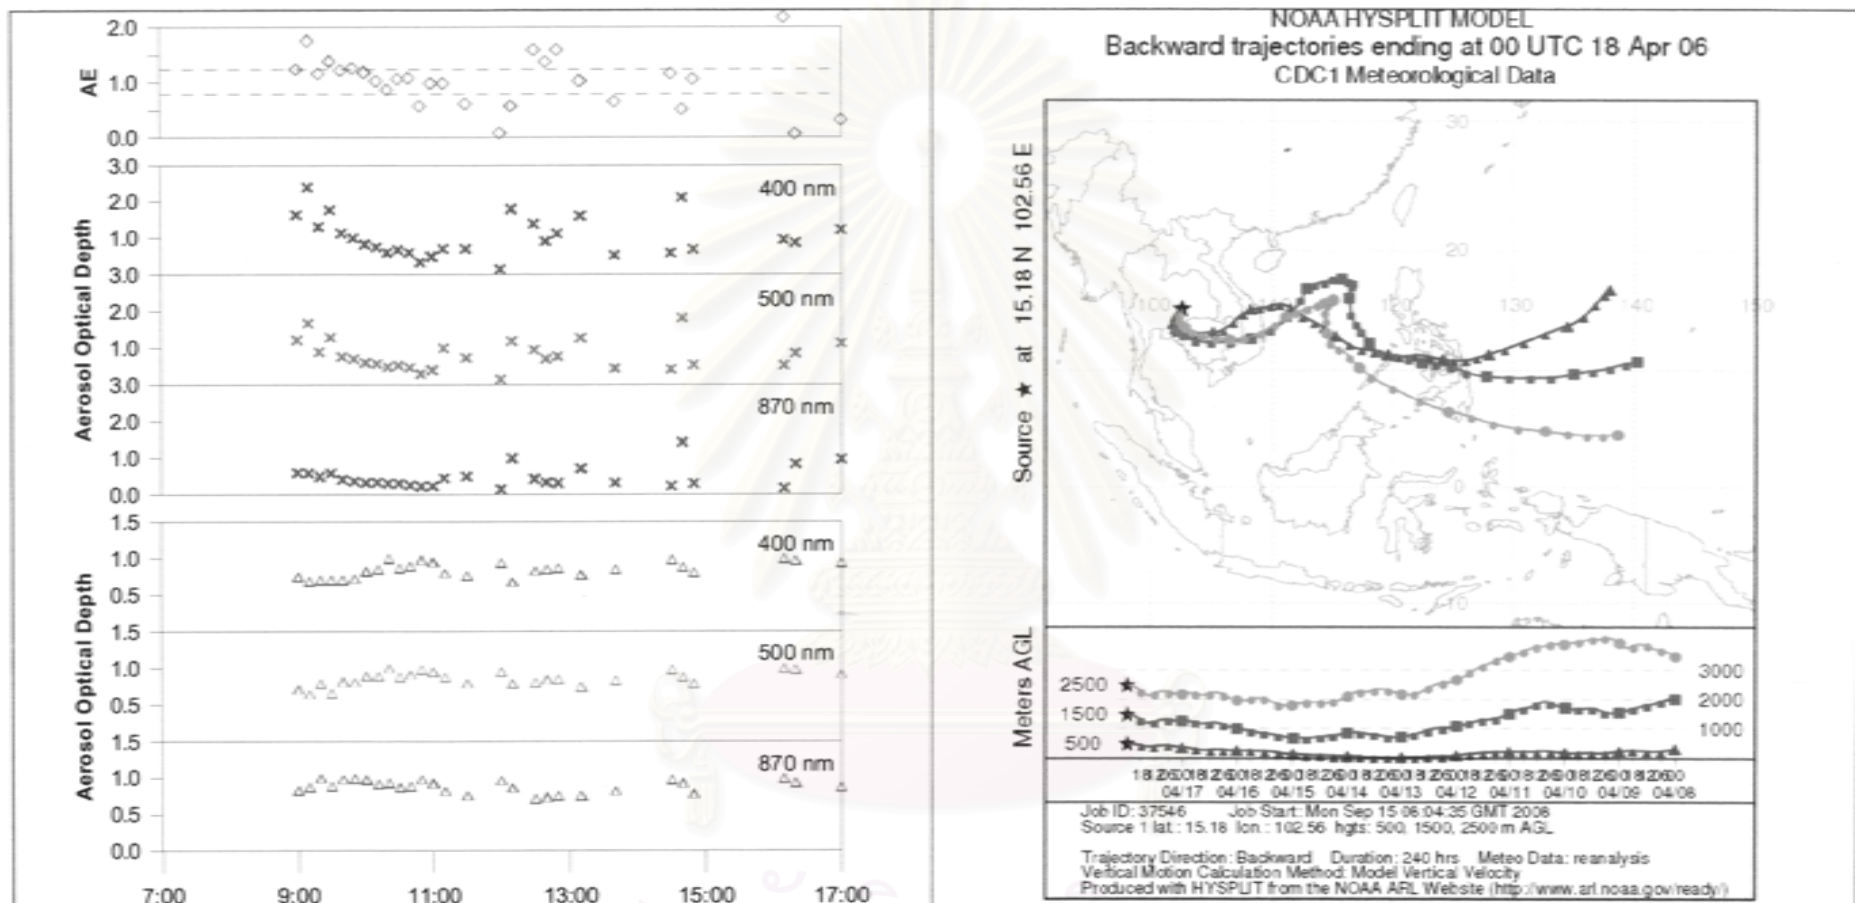 2.0
1.0
0.0
AE
3.0
2.0
1.0
3.0
2.0
1.0
3.0
2.0
1.0
0.0
400 nm
500 nm
870 nm
Aerosol Optical Depth
Aerosol Optical Depth
1.5
1.0
0.5
1.5
1.0
0.5
1.5
1.0
0.5
0.0
400 nm
500 nm
870 nm
Aerosol Optical Depth
7:00 9:00 11:00 13:00 15:00 17:00
NOAA HYSPLIT MODEL
Backward trajectories ending at 00 UTC 18 Apr 06
CDC1 Meteorological Data
Source ★ at 15.18 N 102.56 E
30
20
100 120 130 140 150
0
Meters AGL
2500
1500
500
3000
2000
1000
04/17 04/16 04/15 04/14 04/13 04/12 04/11 04/10 04/09 04/08
Job ID: 37546 Job Start: Mon Sep 15 06:04:35 GMT 2008
Source 1 lat.: 15.18 lon.: 102.56 hgts: 500, 1500, 2500 m AGL
Trajectory Direction: Backward Duration: 240 hrs Meteo Data: reanalysis
Vertical Motion Calculation Method: Model Vertical Velocity
Produced with HYSPLIT from the NOAA ARL Website (http://www.arl.noaa.gov/ready/)